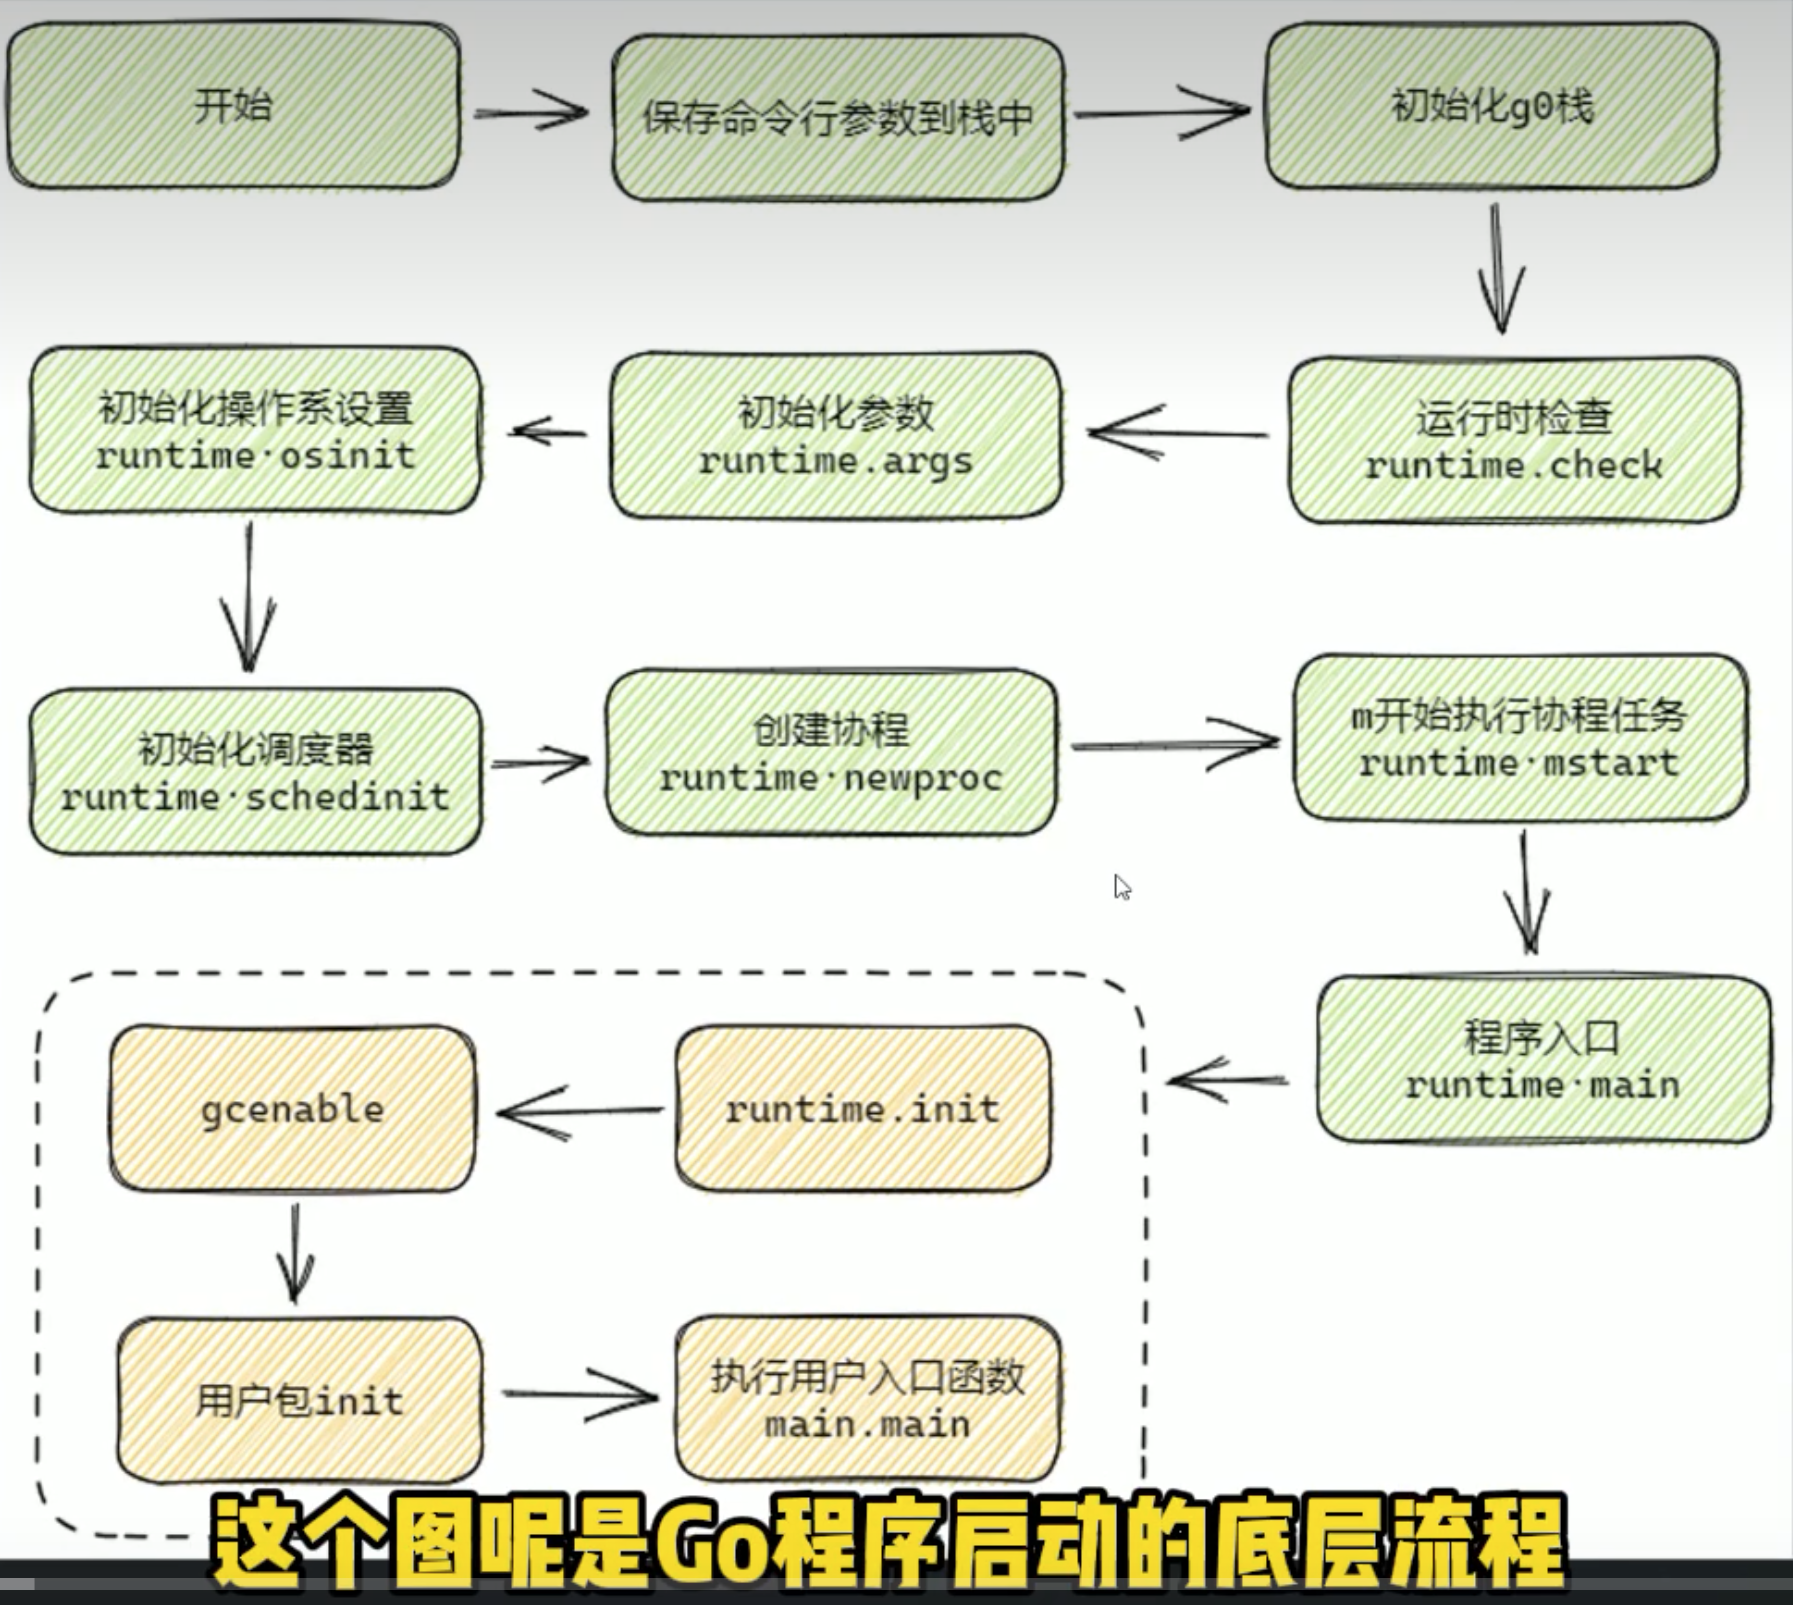 开始
保存命令行参数到栈中
初始化g0栈
运行时检查
runtime.check
初始化参数
runtime.args
初始化操作系设置
runtime·osinit
初始化调度器
runtime·schedinit
创建协程
runtime·newproc
m开始执行协程任务
runtime·mstart
程序入口
runtime·main
runtime.init
gcenable
用户包init
执行用户入口函数
main.main
这个图呢是Go程序启动的底层流程